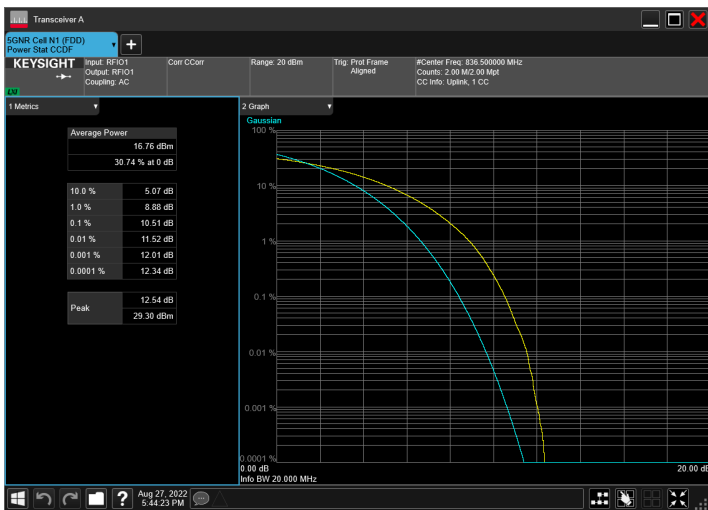 Transceiver A
5GNR Cell N1 (FDD)
Power Stat CCDF
KEYSIGHT
LXI
Input: RFIO1
Output: RFIO1
Coupling: AC
Corr CCorr
Range: 20 dBm
Trig: Prot Frame
Aligned
#Center Freq: 836.500000 MHz
Counts: 2.00 M/2.00 Mpt
CC Info: Uplink, 1 CC
1 Metrics
Average Power
16.76 dBm
30.74 % at 0 dB
10.0 % 5.07 dB
1.0 % 8.88 dB
0.1 % 10.51 dB
0.01 % 11.52 dB
0.001 % 12.01 dB
0.0001 % 12.34 dB
Peak
12.54 dB
29.30 dBm
2 Graph
Gaussian
100 %
10 %
1 %
0.1 %
0.01 %
0.001 %
0.0001 %
0.00 dB
20.00 dB
Info BW 20.000 MHz
Aug 27, 2022
5:44:23 PM